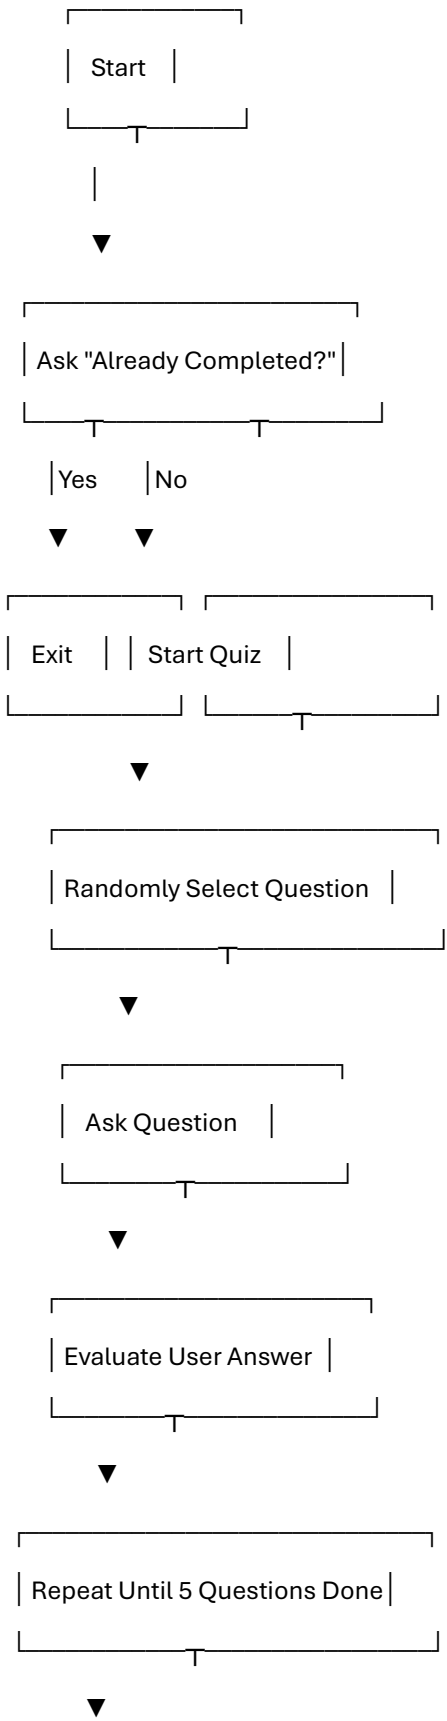 Start
Ask "Already Completed?"
Yes No
Exit Start Quiz
Randomly Select Question
Ask Question
Evaluate User Answer
Repeat Until 5 Questions Done